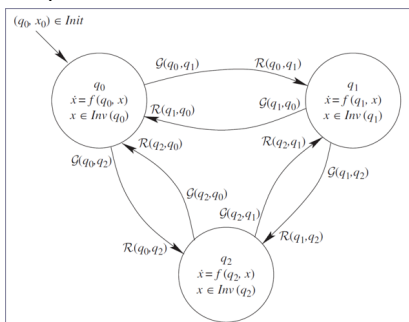 (q₀, x₀) ∈ Init
G(q₀,q₁)
R(q₀,q₁)
q₀
ẋ = f(q₀, x)
x ∈ Inv(q₀)
q₁
ẋ = f(q₁, x)
x ∈ Inv(q₁)
R(q₁,q₀)
G(q₁,q₀)
R(q₂,q₀)
R(q₂,q₁)
G(q₀,q₂)
G(q₁,q₂)
G(q₂,q₀)
G(q₂,q₁)
R(q₀,q₂)
R(q₁,q₂)
q₂
ẋ = f(q₂, x)
x ∈ Inv(q₂)